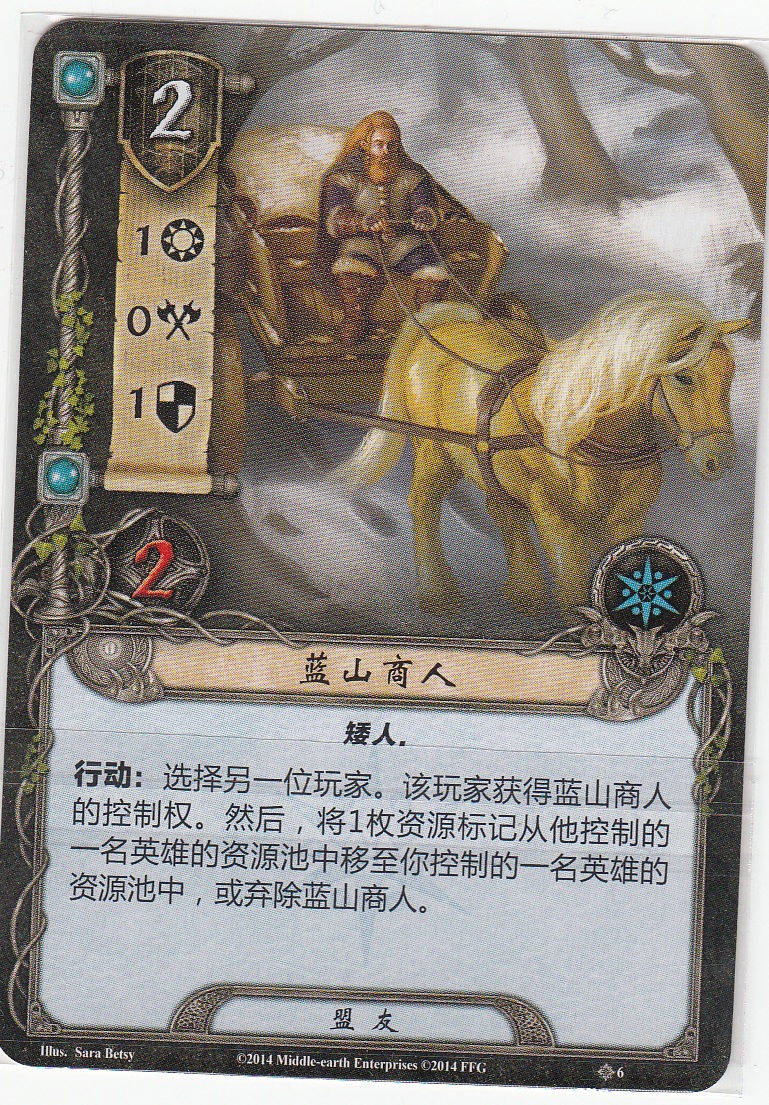 2
1
0
1
2
蓝山商人
矮人.
行动：选择另一位玩家。该玩家获得蓝山商人
的控制权。然后，将1枚资源标记从他控制的
一名英雄的资源池中移至你控制的一名英雄的
资源池中，或弃除蓝山商人。
盟友
Illus. Sara Betsy
©2014 Middle-earth Enterprises ©2014 FFG
6